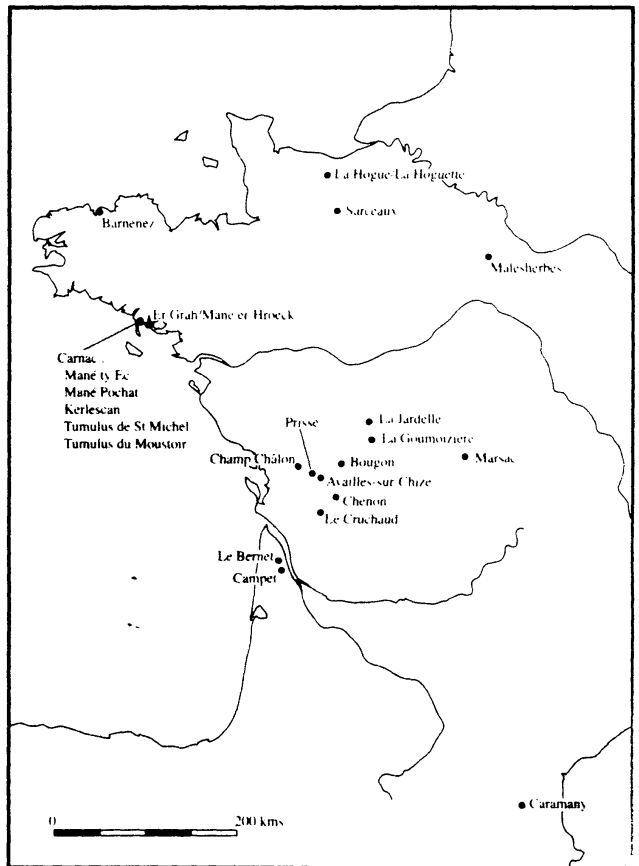 La Hogue-La Hoguette
Sarceaux
Barnenez
Malesherbes
Er Grah/Mané er Hroeck
Carnac
Mané ty Ec
Mané Pochat
Kerlescan
Tumulus de St Michel
Tumulus du Moustoir
La Jardelle
Prissé
La Goumoizière
Champ Châlon
Bougon
Marsac
Availles-sur Chizé
Chenon
Le Cruchaud
Le Bernet
Campet
Caramany
0 200 kms